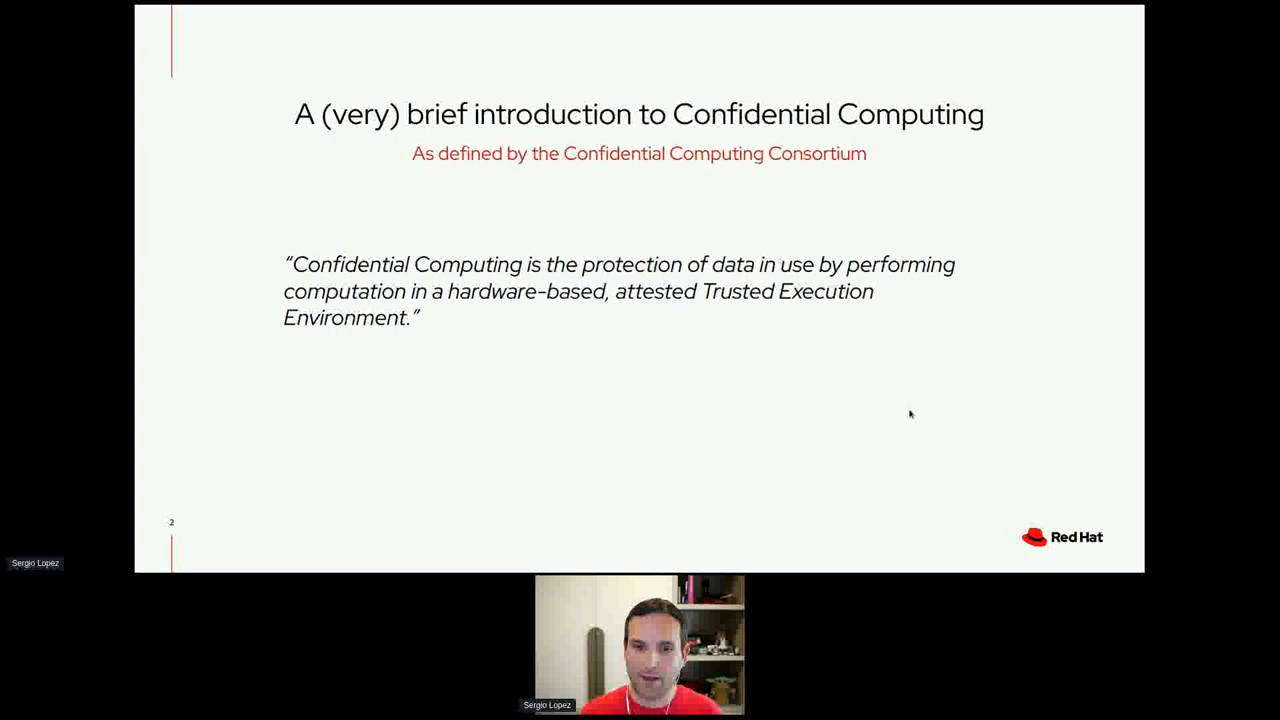 A (very) brief introduction to Confidential Computing
As defined by the Confidential Computing Consortium
“Confidential Computing is the protection of data in use by performing
computation in a hardware-based, attested Trusted Execution
Environment.”
2
Red Hat
Sergio Lopez
Sergio Lopez